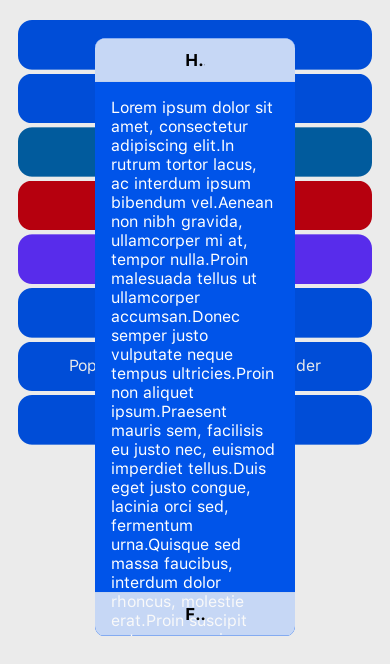 H.
Lorem ipsum dolor sit
amet, consectetur
adipiscing elit.In
rutrum tortor lacus,
ac interdum ipsum
bibendum vel.Aenean
non nibh gravida,
ullamcorper mi at,
tempor nulla.Proin
malesuada tellus ut
ullamcorper
accumsan.Donec
semper justo
vulputate neque
Pop
tempus ultricies.Proin
der
non aliquet
ipsum.Praesent
mauris sem, facilisis
eu justo nec, euismod
imperdiet tellus.Duis
eget justo congue,
lacinia orci sed,
fermentum
urna.Quisque sed
massa faucibus,
interdum dolor
rhoncus, molestie
F..
erat.Proin suscipit